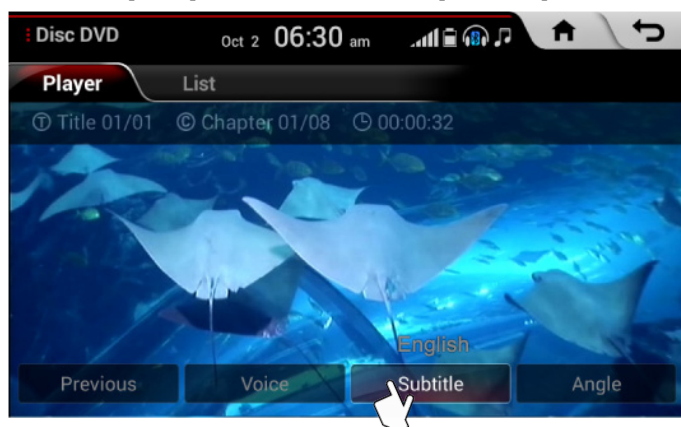 Disc DVD Oct 2 06:30 am
Player List
Ⓣ Title 01/01 © Chapter 01/08 00:00:32
English
Previous Voice Subtitle Angle